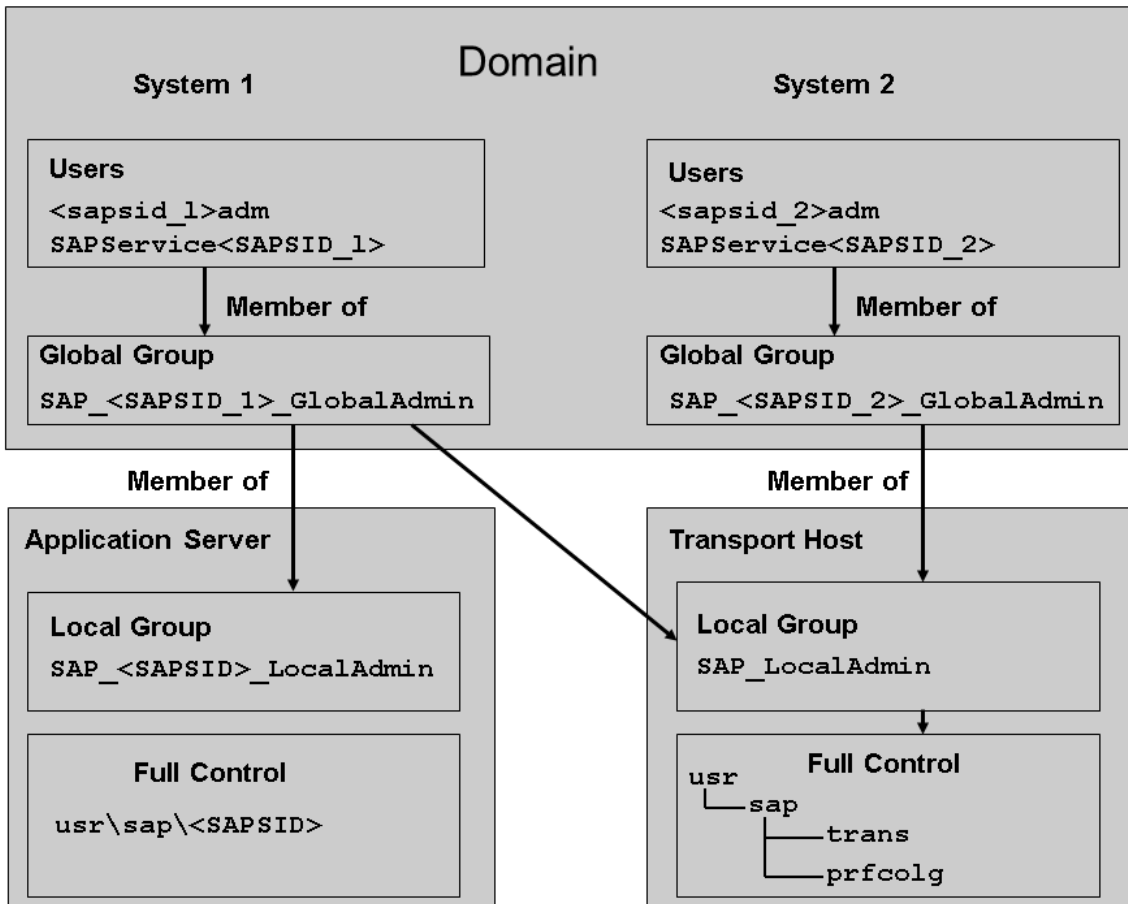 Domain
System 1
System 2
Users
<sapsid_l>adm
SAPService<SAPSID_l>
Users
<sapsid_2>adm
SAPService<SAPSID_2>
Member of
Member of
Global Group
SAP_<SAPSID_1>_GlobalAdmin
Global Group
SAP_<SAPSID_2>_GlobalAdmin
Member of
Member of
Application Server
Local Group
SAP_<SAPSID>_LocalAdmin
Full Control
usr\sap\<SAPSID>
Transport Host
Local Group
SAP_LocalAdmin
Full Control
usr
sap
trans
prfcolg